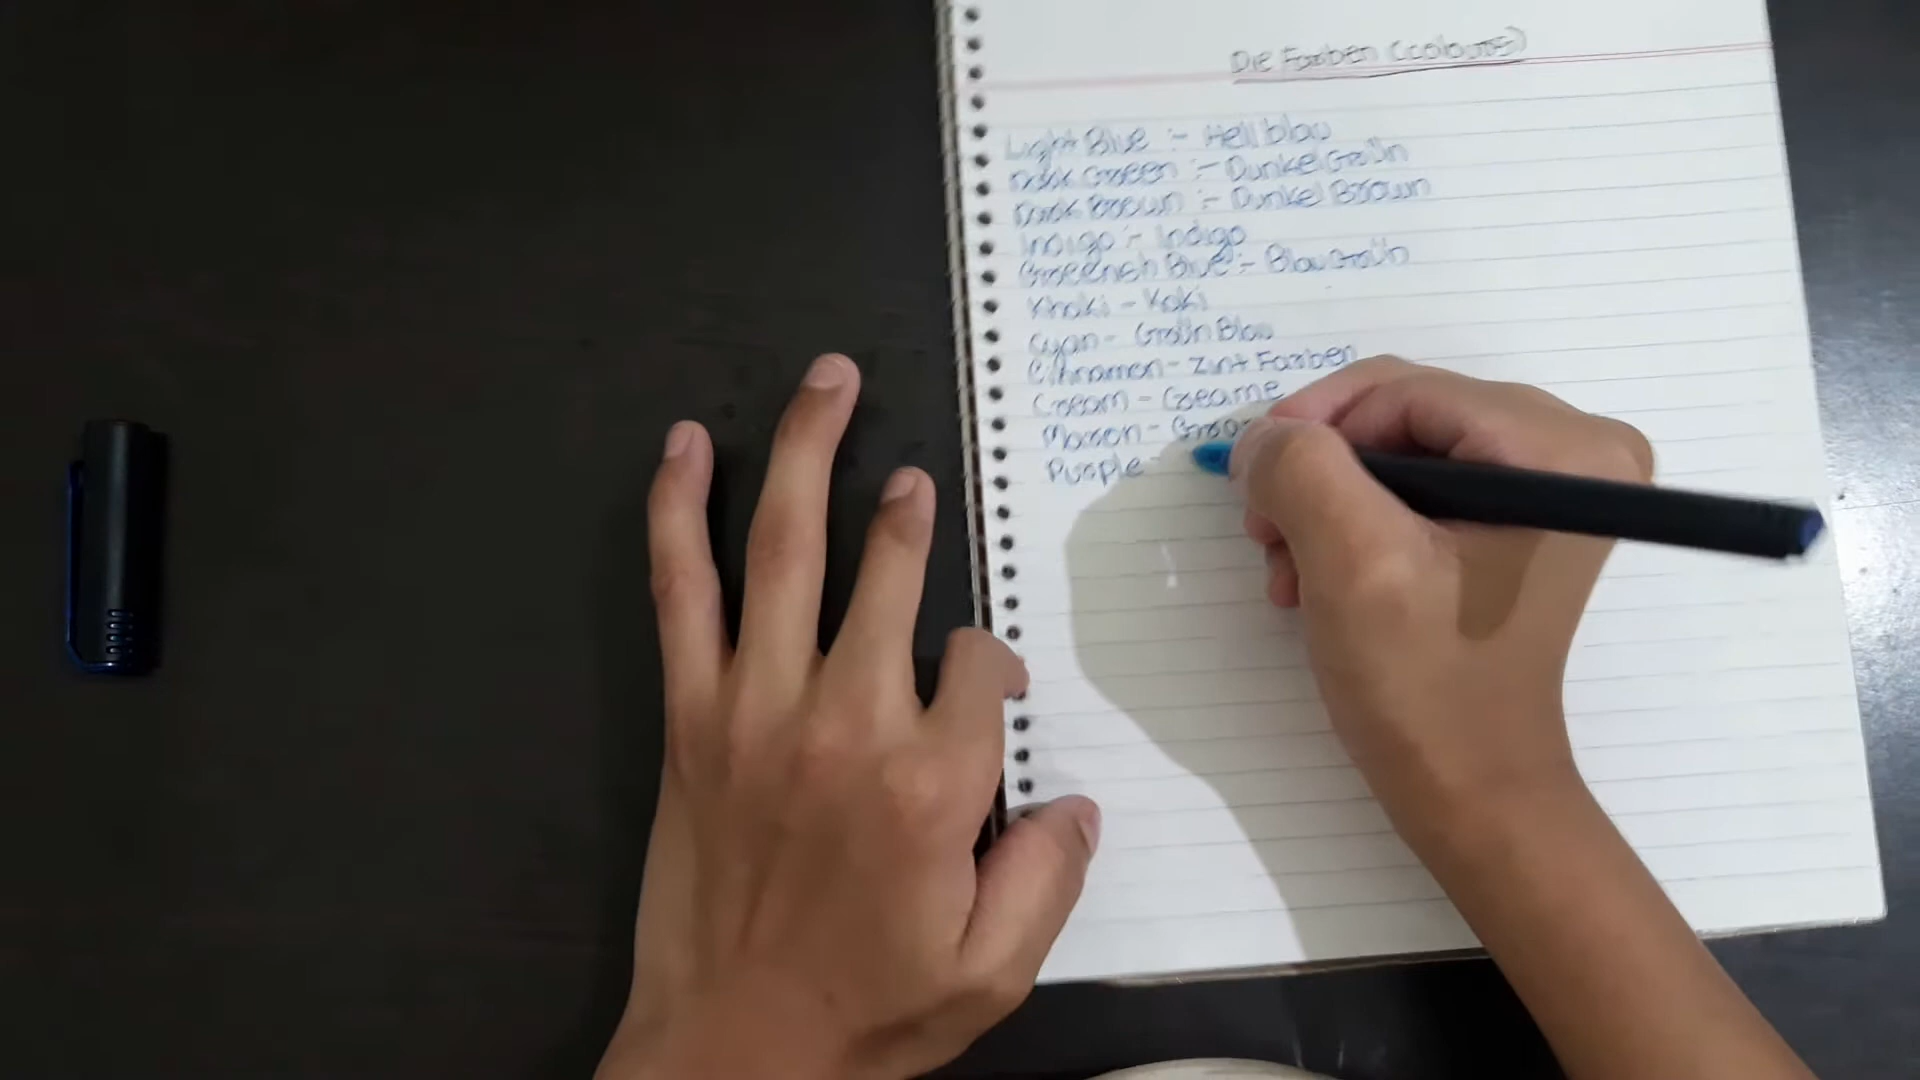 Die Farben (colours)
Light Blue :- Hell blau
Dark Green :- Dunkel Grün
Dark Brown :- Dunkel Brown
Indigo :- Indigo
Greenish Blue :- Blau Grün
Khaki - Kaki
Cyan - Grün Blau
Cinnamon - Zint Farben
Cream - Creame
Maroon -
Purple -